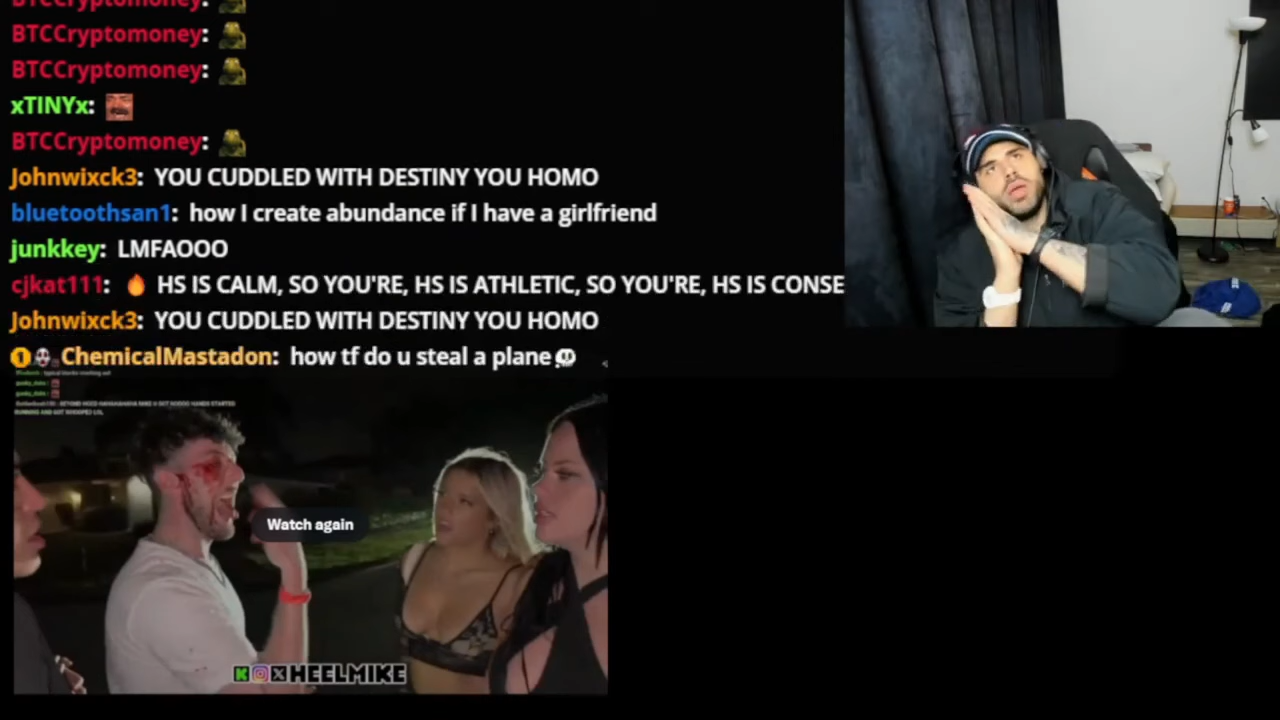 BTCCryptomoney:
BTCCryptomoney:
BTCCryptomoney:
xTINYx:
BTCCryptomoney:
Johnwixck3: YOU CUDDLED WITH DESTINY YOU HOMO
bluetoothsan1: how I create abundance if I have a girlfriend
junkkey: LMFAOOO
cjkat111: 🔥 HS IS CALM, SO YOU'RE, HS IS ATHLETIC, SO YOU'RE, HS IS CONSE
Johnwixck3: YOU CUDDLED WITH DESTINY YOU HOMO
ChemicalMastadon: how tf do u steal a plane
Watch again
K X HEELMIKE